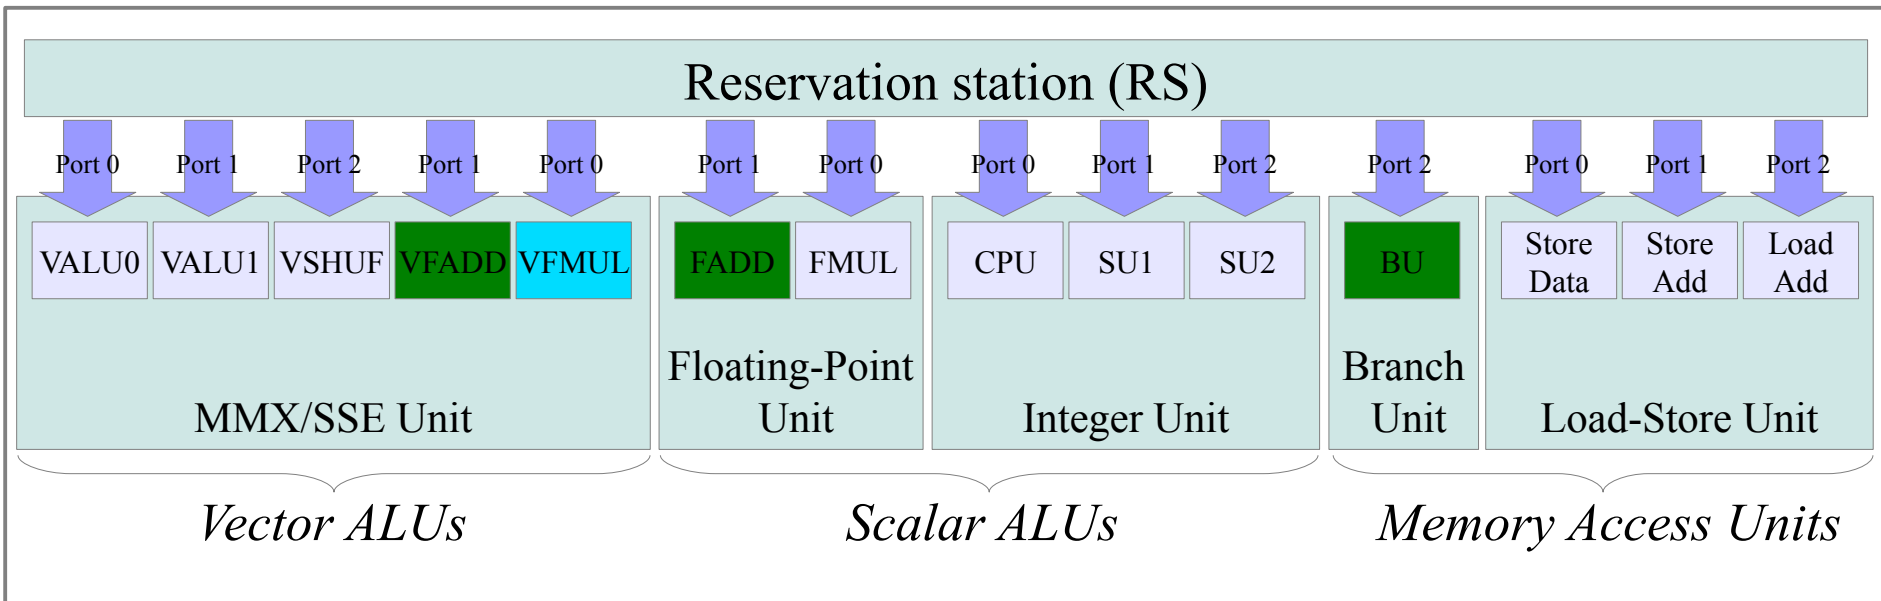 Reservation station (RS)
Port 0 Port 1 Port 2 Port 1 Port 0 Port 1 Port 0 Port 0 Port 1 Port 2 Port 2 Port 0 Port 1 Port 2
VALU0 VALU1 VSHUF VFADD VFMUL FADD FMUL CPU SU1 SU2 BU
Store
Data
Store
Add
Load
Add
MMX/SSE Unit
Floating-Point
Unit
Integer Unit
Branch
Unit
Load-Store Unit
Vector ALUs
Scalar ALUs
Memory Access Units